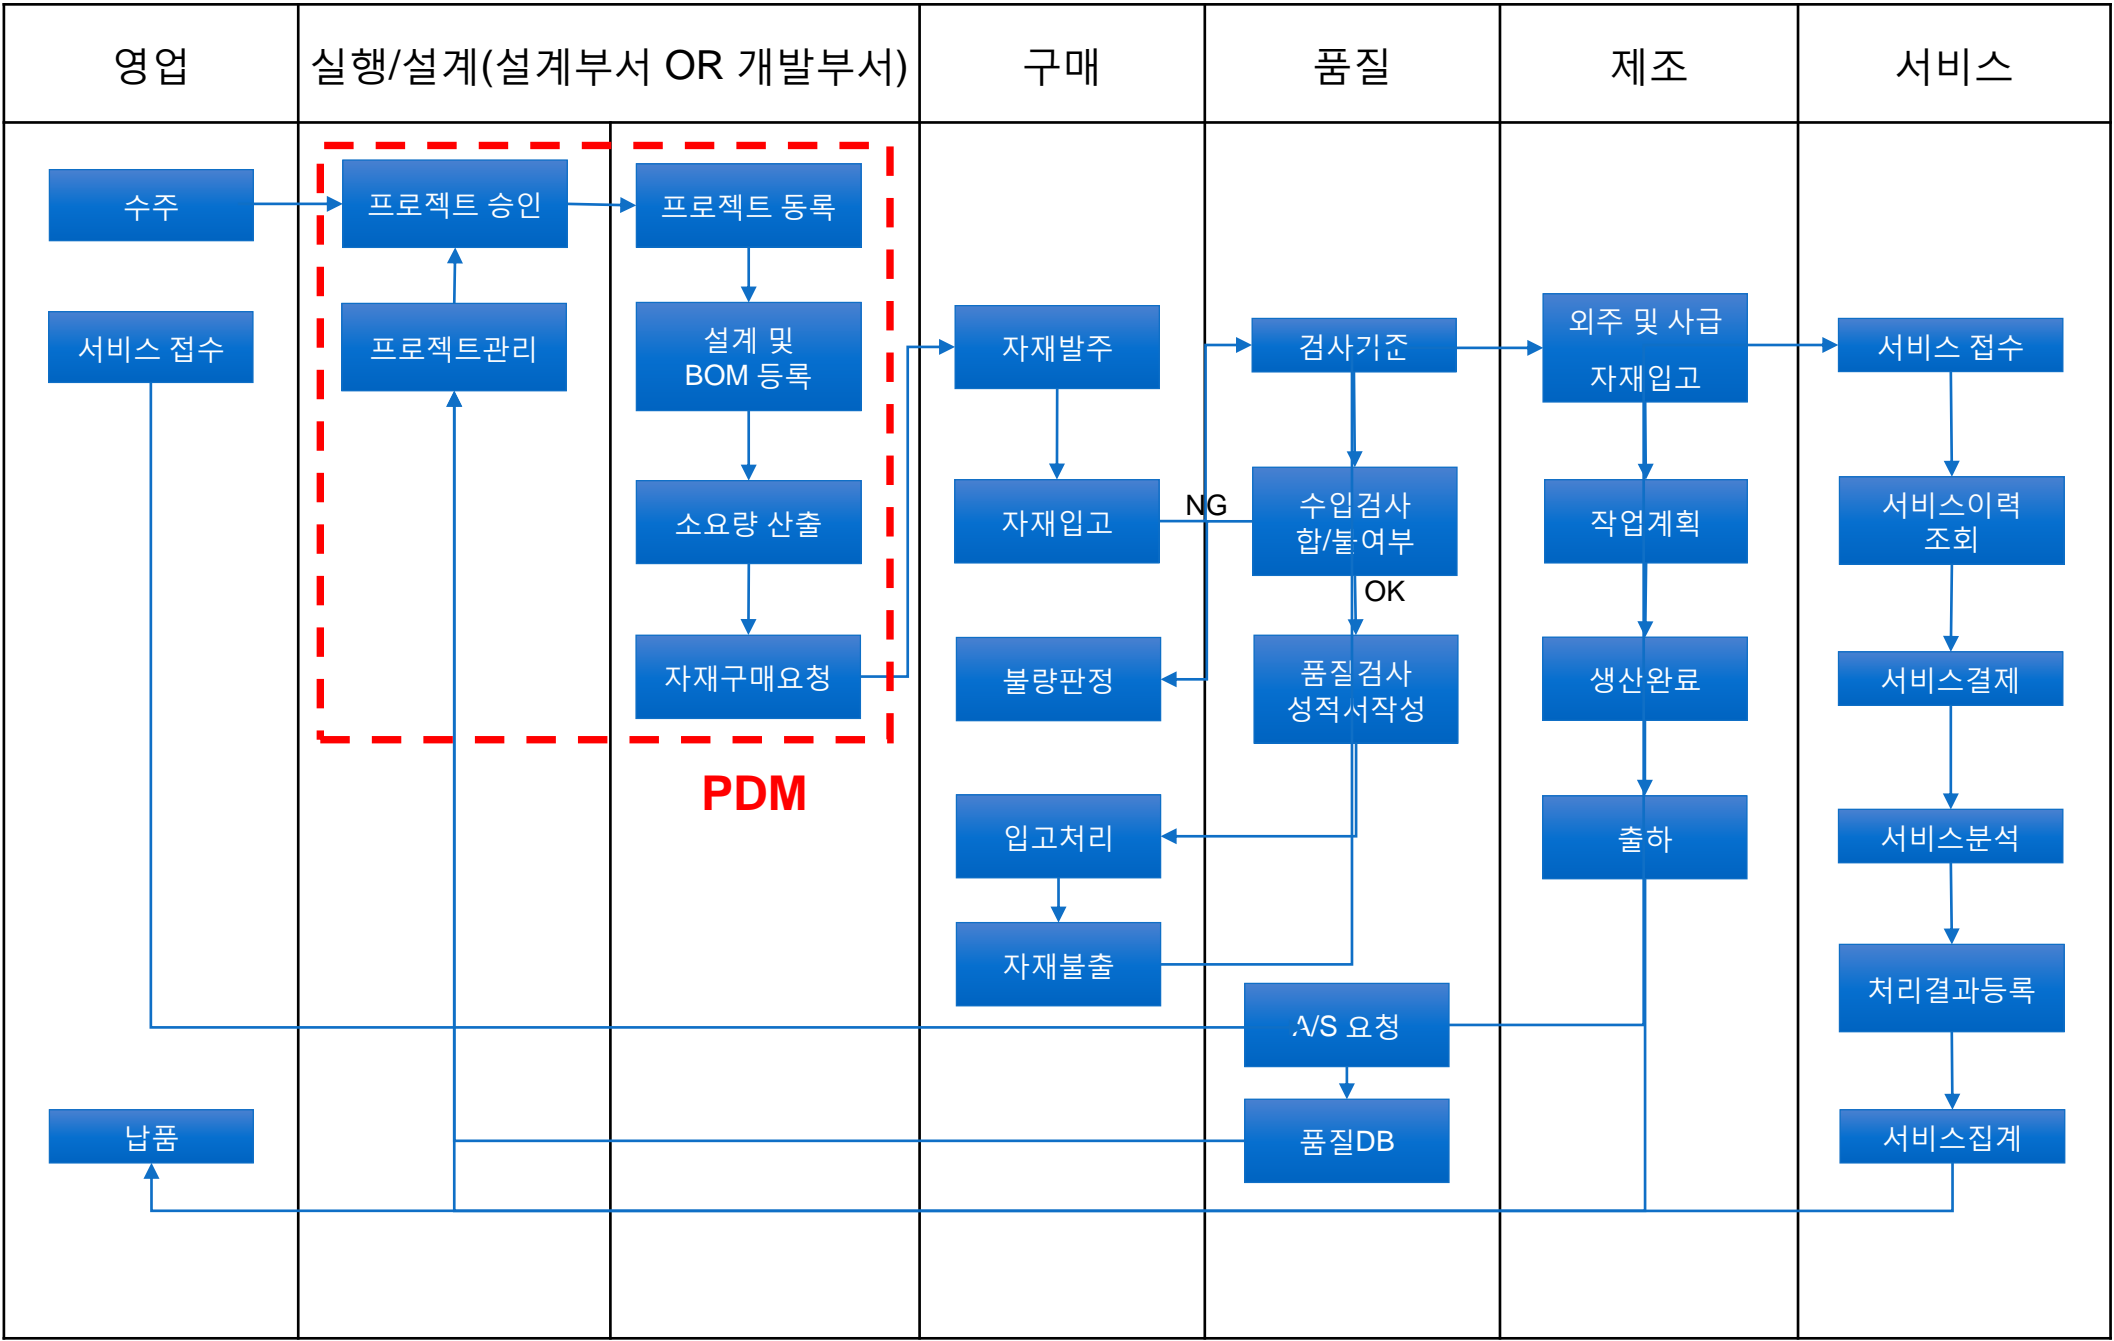 영업
실행/설계(설계부서 OR 개발부서)
구매
품질
제조
서비스
수주
서비스 접수
납품
프로젝트 승인
프로젝트관리
프로젝트 등록
설계 및
BOM 등록
소요량 산출
자재구매요청
PDM
자재발주
자재입고
NG
불량판정
입고처리
자재불출
검사기준
수입검사
합/불여부
OK
품질검사
성적서작성
A/S 요청
품질DB
외주 및 사급
자재입고
작업계획
생산완료
출하
서비스 접수
서비스이력
조회
서비스결제
서비스분석
처리결과등록
서비스집계